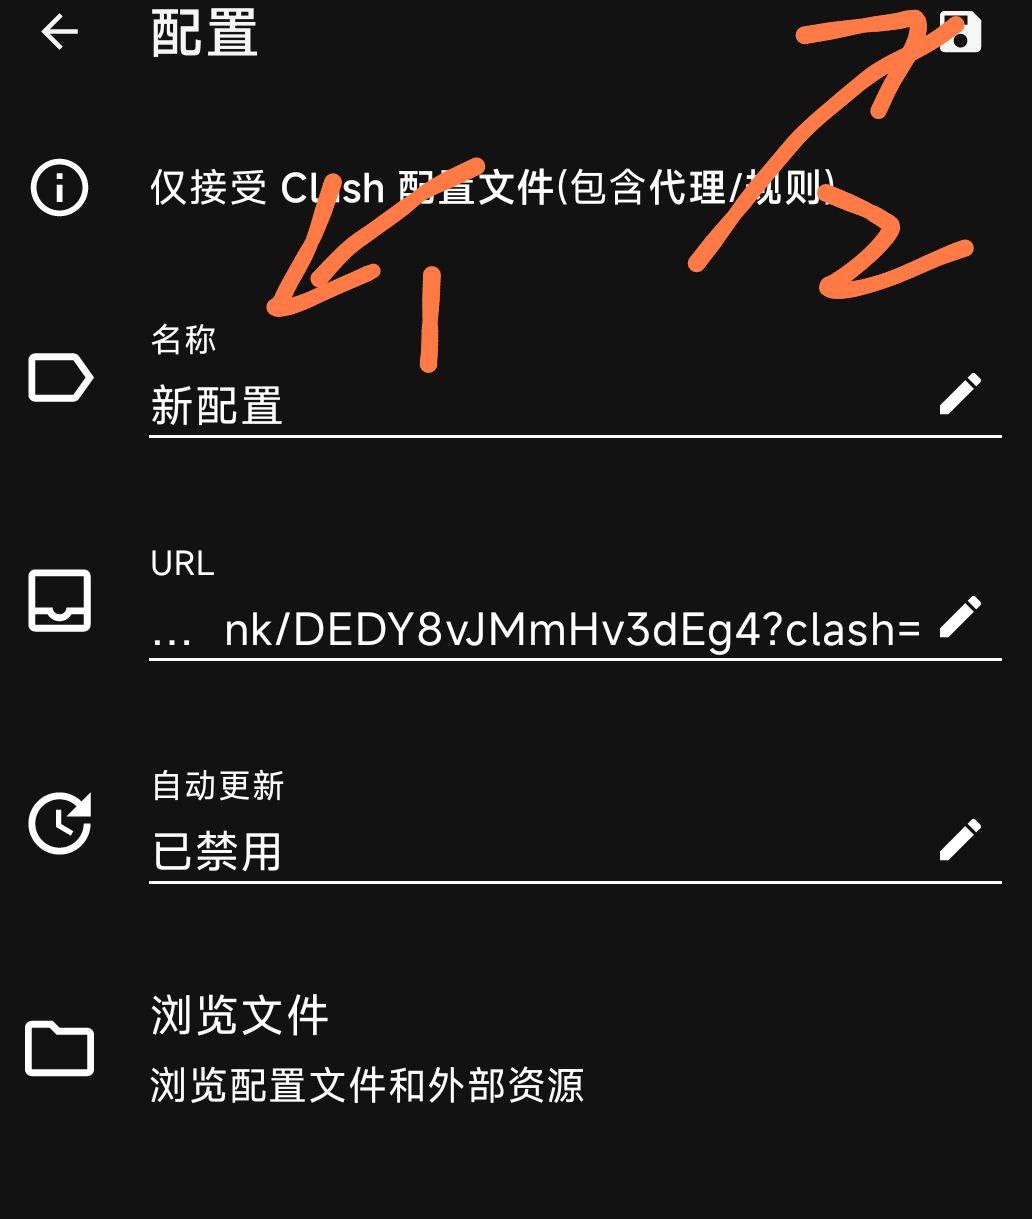 配置
仅接受 Clash 配置文件(包含代理/规则)
1
2
名称
新配置
URL
... nk/DEDY8vJMmHv3dEg4?clash=
自动更新
已禁用
浏览文件
浏览配置文件和外部资源